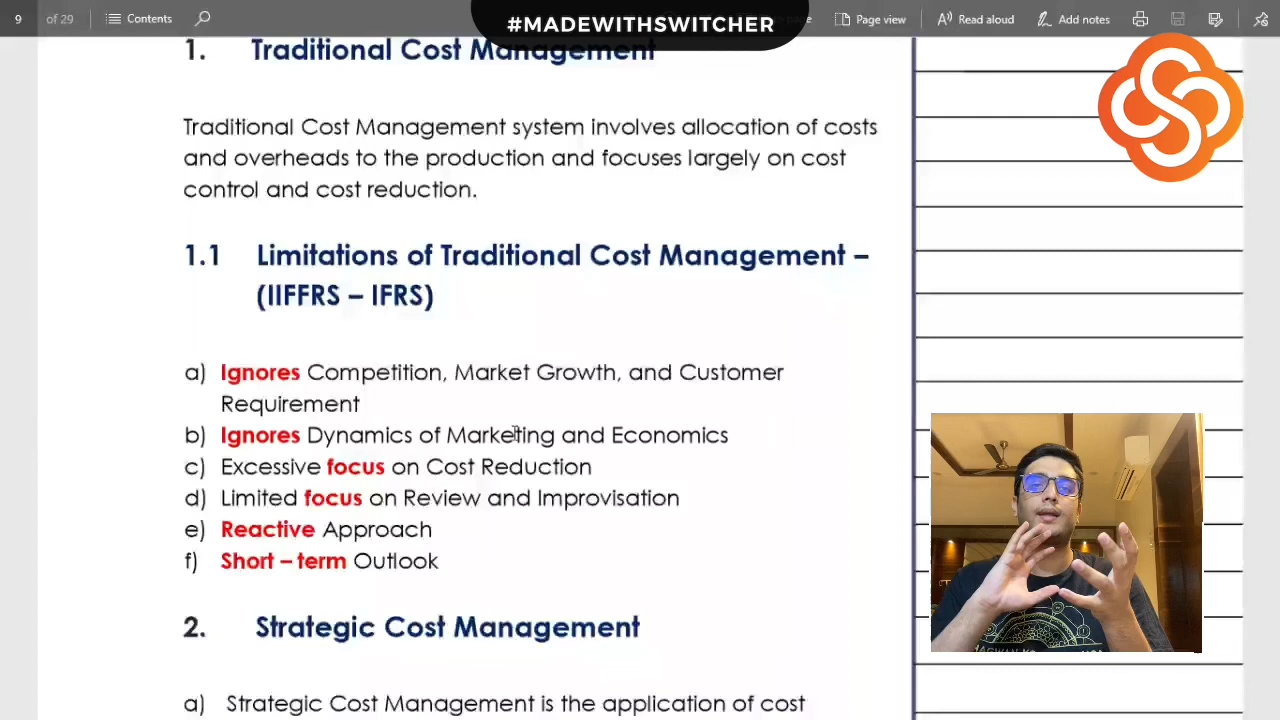 9 of 29 Contents Page view Read aloud Add notes
#MADEWITHSWITCHER
1. Traditional Cost Management
Traditional Cost Management system involves allocation of costs
and overheads to the production and focuses largely on cost
control and cost reduction.
1.1 Limitations of Traditional Cost Management –
(IIFFRS – IFRS)
a) Ignores Competition, Market Growth, and Customer
Requirement
b) Ignores Dynamics of Marketing and Economics
c) Excessive focus on Cost Reduction
d) Limited focus on Review and Improvisation
e) Reactive Approach
f) Short – term Outlook
2. Strategic Cost Management
a) Strategic Cost Management is the application of cost